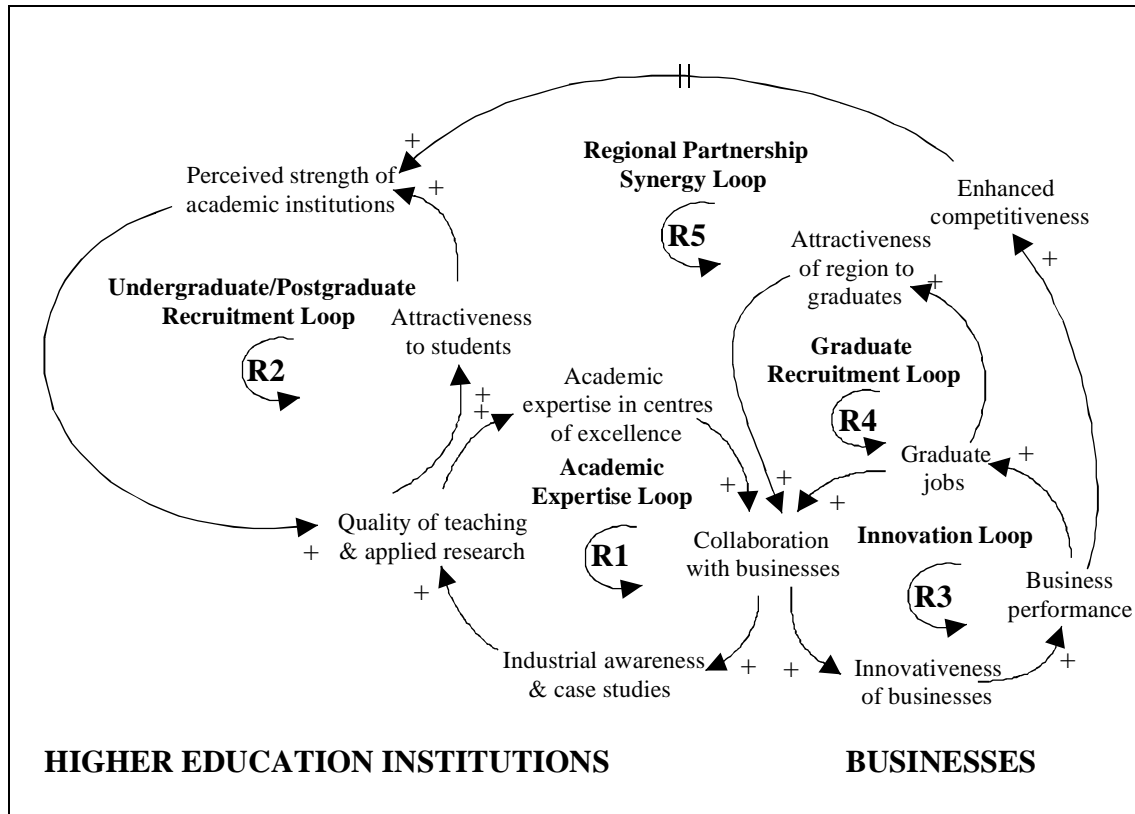 Regional Partnership
Synergy Loop
R5
Perceived strength of
academic institutions
+
+
Enhanced
competitiveness
+
Attractiveness
of region to
graduates
+
Undergraduate/Postgraduate
Recruitment Loop
R2
Attractiveness
to students
+
+
Academic
expertise in centres
of excellence
+
Graduate
Recruitment Loop
R4
Graduate
jobs
+
+
+
Academic
Expertise Loop
R1
Quality of teaching
& applied research
+
+
Collaboration
with businesses
Innovation Loop
R3
Business
performance
+
Industrial awareness
& case studies
+
+
Innovativeness
of businesses
HIGHER EDUCATION INSTITUTIONS
BUSINESSES